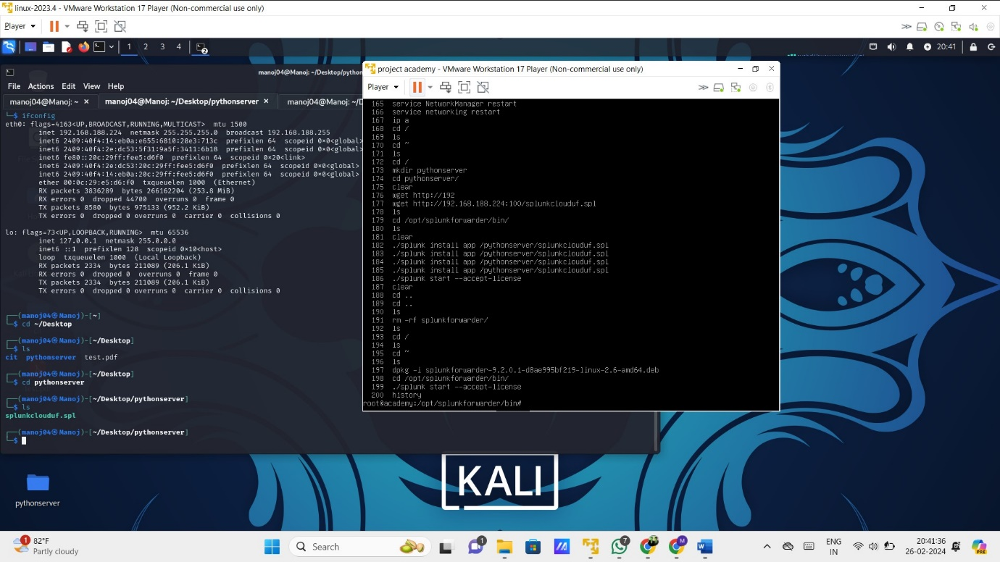 linux-2023.4 - VMware Workstation 17 Player (Non-commercial use only)
Player
1 2 3 4
2
20:41
manoj04@Manoj: ~/Desktop/python
File Actions Edit View Help
manoj04@Manoj: ~ ×
manoj04@Manoj: ~/Desktop/pythonserver ×
manoj04@Manoj: ~/D
└─$ ifconfig
eth0: flags=4163<UP,BROADCAST,RUNNING,MULTICAST>  mtu 1500
inet 192.168.188.224  netmask 255.255.255.0  broadcast 192.168.188.255
inet6 2409:40f4:14:eb0a:e655:6810:28e3:713c  prefixlen 64  scopeid 0×0<global>
inet6 2409:40f4:2e:dc53:5f31:9a5f:3411:6b18  prefixlen 64  scopeid 0×0<global>
inet6 fe80::20c:29ff:fee5:d6f0  prefixlen 64  scopeid 0×20<link>
inet6 2409:40f4:2e:dc53:20c:29ff:fee5:d6f0  prefixlen 64  scopeid 0×0<global>
inet6 2409:40f4:14:eb0a:20c:29ff:fee5:d6f0  prefixlen 64  scopeid 0×0<global>
ether 00:0c:29:e5:d6:f0  txqueuelen 1000  (Ethernet)
RX packets 3836289  bytes 266162204 (253.8 MiB)
RX errors 0  dropped 44700  overruns 0  frame 0
TX packets 8580  bytes 975133 (952.2 KiB)
TX errors 0  dropped 0 overruns 0  carrier 0  collisions 0
lo: flags=73<UP,LOOPBACK,RUNNING>  mtu 65536
inet 127.0.0.1  netmask 255.0.0.0
inet6 ::1  prefixlen 128  scopeid 0×10<host>
loop  txqueuelen 1000  (Local Loopback)
RX packets 2334  bytes 211089 (206.1 KiB)
RX errors 0  dropped 0  overruns 0  frame 0
TX packets 2334  bytes 211089 (206.1 KiB)
TX errors 0  dropped 0 overruns 0  carrier 0  collisions 0
┌──(manoj04㉿Manoj)-[~]
└─$ cd ~/Desktop
┌──(manoj04㉿Manoj)-[~/Desktop]
└─$ ls
cit  pythonserver  test.pdf
┌──(manoj04㉿Manoj)-[~/Desktop]
└─$ cd pythonserver
┌──(manoj04㉿Manoj)-[~/Desktop/pythonserver]
└─$ ls
splunkclouduf.spl
┌──(manoj04㉿Manoj)-[~/Desktop/pythonserver]
└─$
project academy - VMware Workstation 17 Player (Non-commercial use only)
Player
165  service NetworkManager restart
166  service networking restart
167  ip a
168  cd /
169  ls
170  cd ~
171  ls
172  cd /
173  mkdir pythonserver
174  cd pythonserver/
175  clear
176  wget http://192
177  wget http://192.168.188.224:100/splunkclouduf.spl
178  ls
179  cd /opt/splunkforwarder/bin/
180  ls
181  clear
182  ./splunk install app /pythonserver/splunkclouduf.spl
183  ./splunk install app /pythonserver/splunkclouduf.spl
184  ./splunk install app /pythonserver/splunkclouduf.spl
185  ./splunk install app /pythonserver/splunkclouduf.spl
186  ./splunk start --accept-license
187  clear
188  cd ..
189  cd ..
190  ls
191  rm -rf splunkforwarder/
192  ls
193  cd /
194  ls
195  cd ~
196  ls
197  dpkg -i splunkforwarder-9.2.0.1-d8ae995bf219-linux-2.6-amd64.deb
198  cd /opt/splunkforwarder/bin/
199  ./splunk start --accept-license
200  history
root@academy:/opt/splunkforwarder/bin#
KALI
pythonserver
1
82°F
Partly cloudy
Search
1
7
M
W
ENG
IN
20:41:36
26-02-2024
PRE